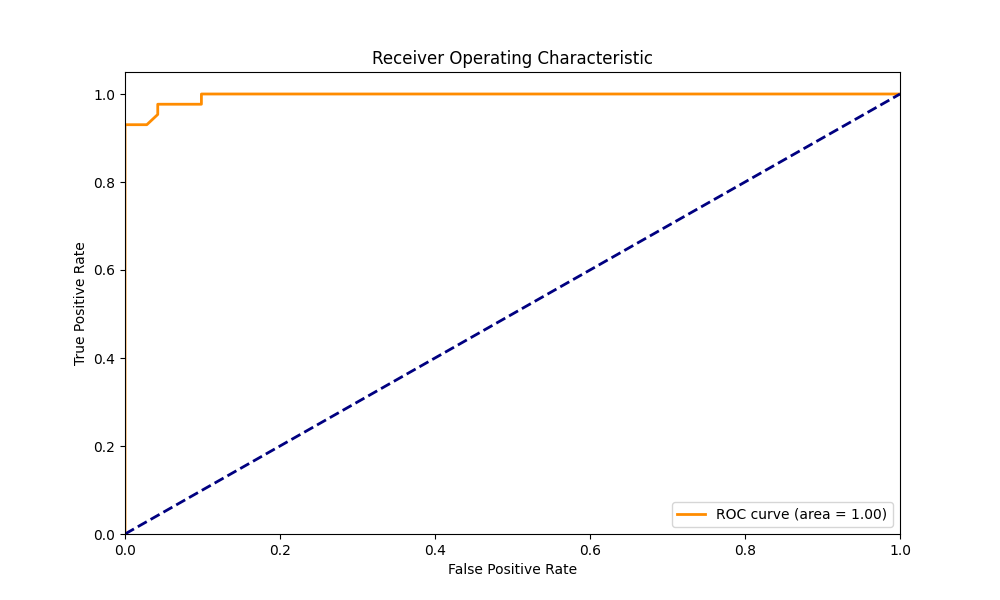 Receiver Operating Characteristic
True Positive Rate
1.0
0.8
0.6
0.4
0.2
0.0
ROC curve (area = 1.00)
0.0 0.2 0.4 0.6 0.8 1.0
False Positive Rate